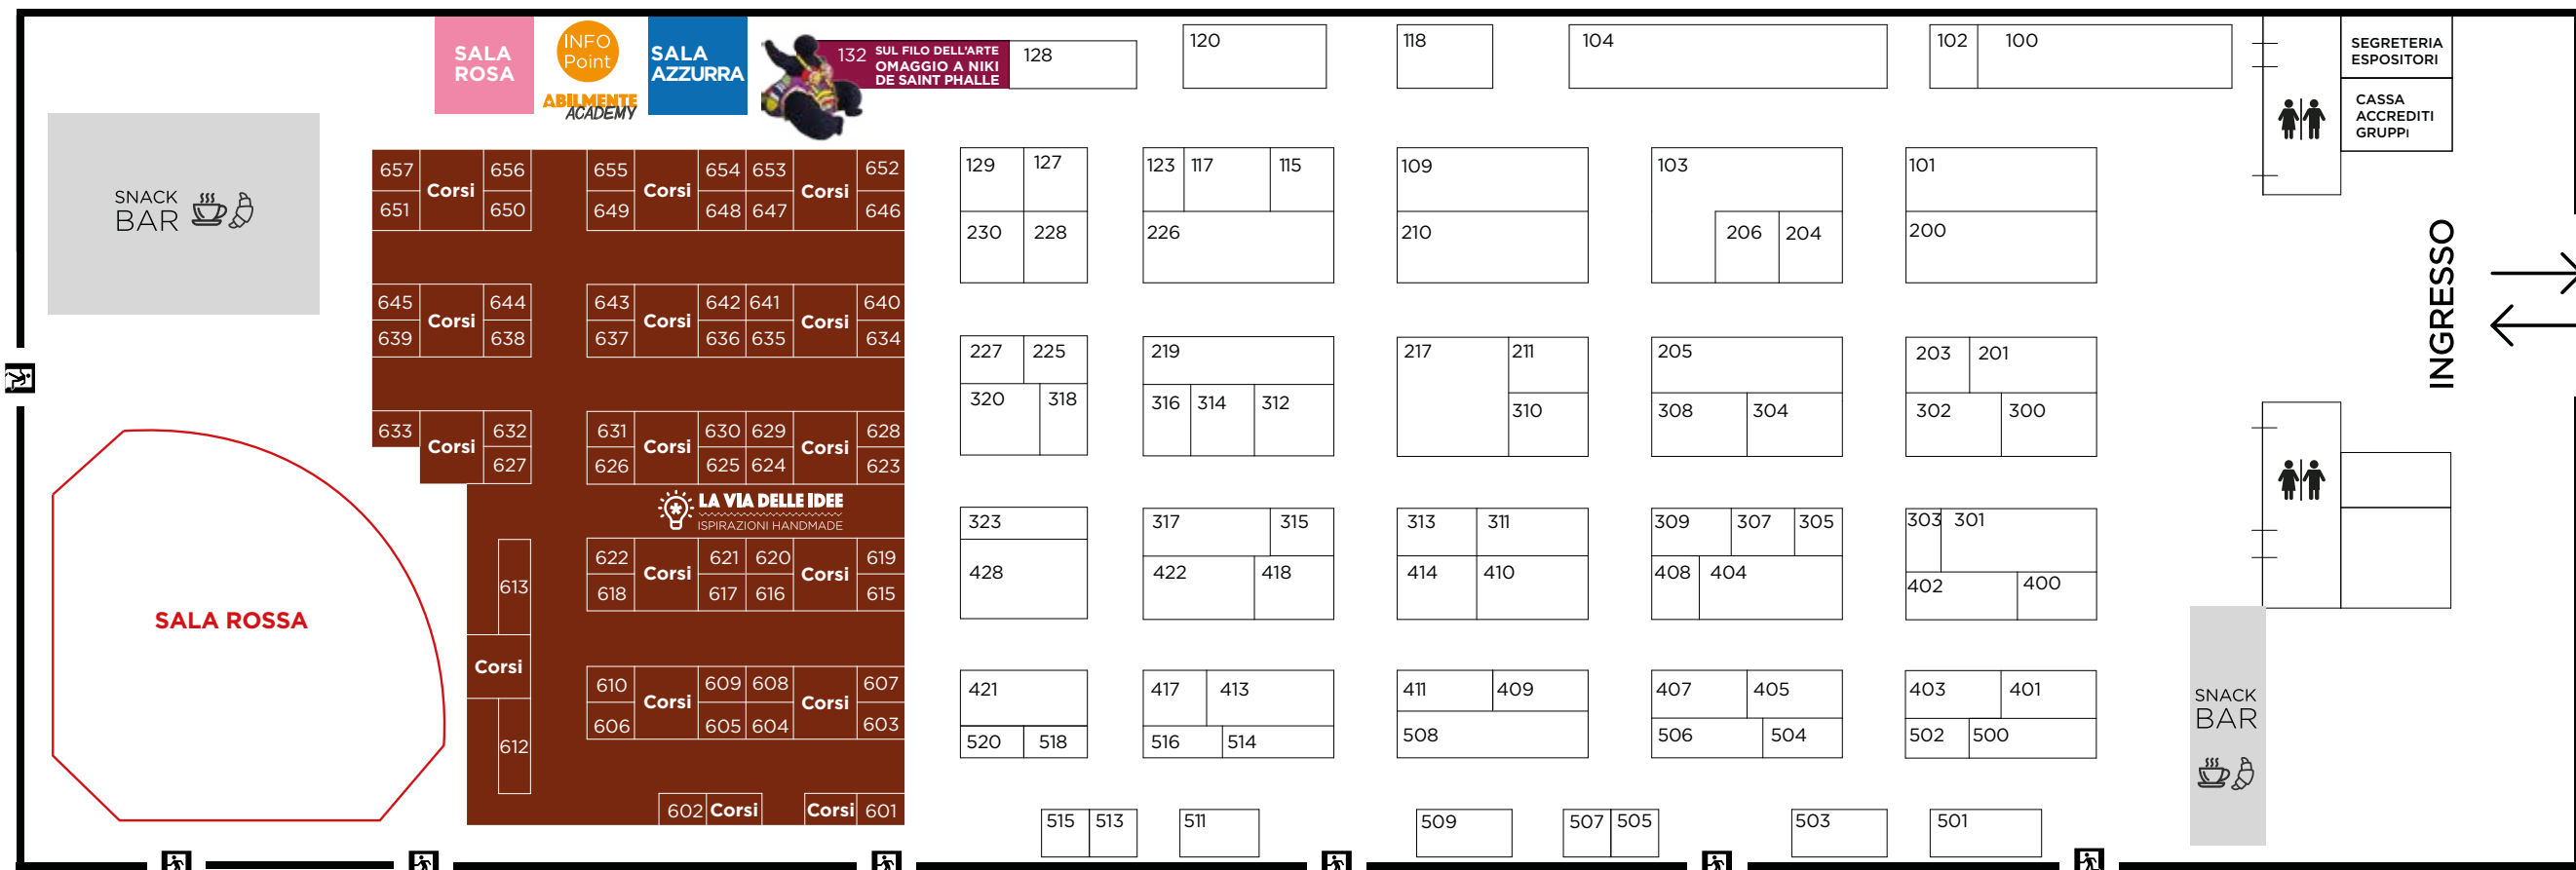 SALA
ROSA
INFO
Point
ABILMENTE
ACADEMY
SALA
AZZURRA
132
SUL FILO DELL'ARTE
OMAGGIO A NIKI
DE SAINT PHALLE
128
120
118
104
102 100
SEGRETERIA
ESPOSITORI
CASSA
ACCREDITI
GRUPPI
INGRESSO
SNACK
BAR
657 Corsi 656 655 Corsi 654 653 Corsi 652
651 650 649 648 647 646
645 Corsi 644 643 Corsi 642 641 Corsi 640
639 638 637 636 635 634
633 Corsi 632 631 Corsi 630 629 Corsi 628
627 626 625 624 623
LA VIA DELLE IDEE
ISPIRAZIONI HANDMADE
622 Corsi 621 620 Corsi 619
613 618 617 616 615
Corsi
610 Corsi 609 608 Corsi 607
606 605 604 603
612
602 Corsi Corsi 601
SALA ROSSA
129 127 123 117 115 109 103 101
230 228 226 210 206 204 200
227 225 219 217 211 205 203 201
320 318 316 314 312 310 308 304 302 300
323 317 315 313 311 309 307 305 303 301
428 422 418 414 410 408 404 402 400
421 417 413 411 409 407 405 403 401
520 518 516 514 508 506 504 502 500
515 513 511 509 507 505 503 501
SNACK
BAR